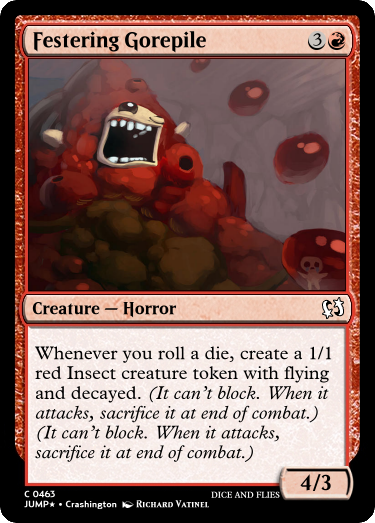 Festering Gorepile 3
Creature — Horror
Whenever you roll a die, create a 1/1
red Insect creature token with flying
and decayed. (It can't block. When it
attacks, sacrifice it at end of combat.)
(It can't block. When it attacks,
sacrifice it at end of combat.)
4/3
C 0463 DICE AND FLIES
JUMP★ • Crashington Richard Vatinel